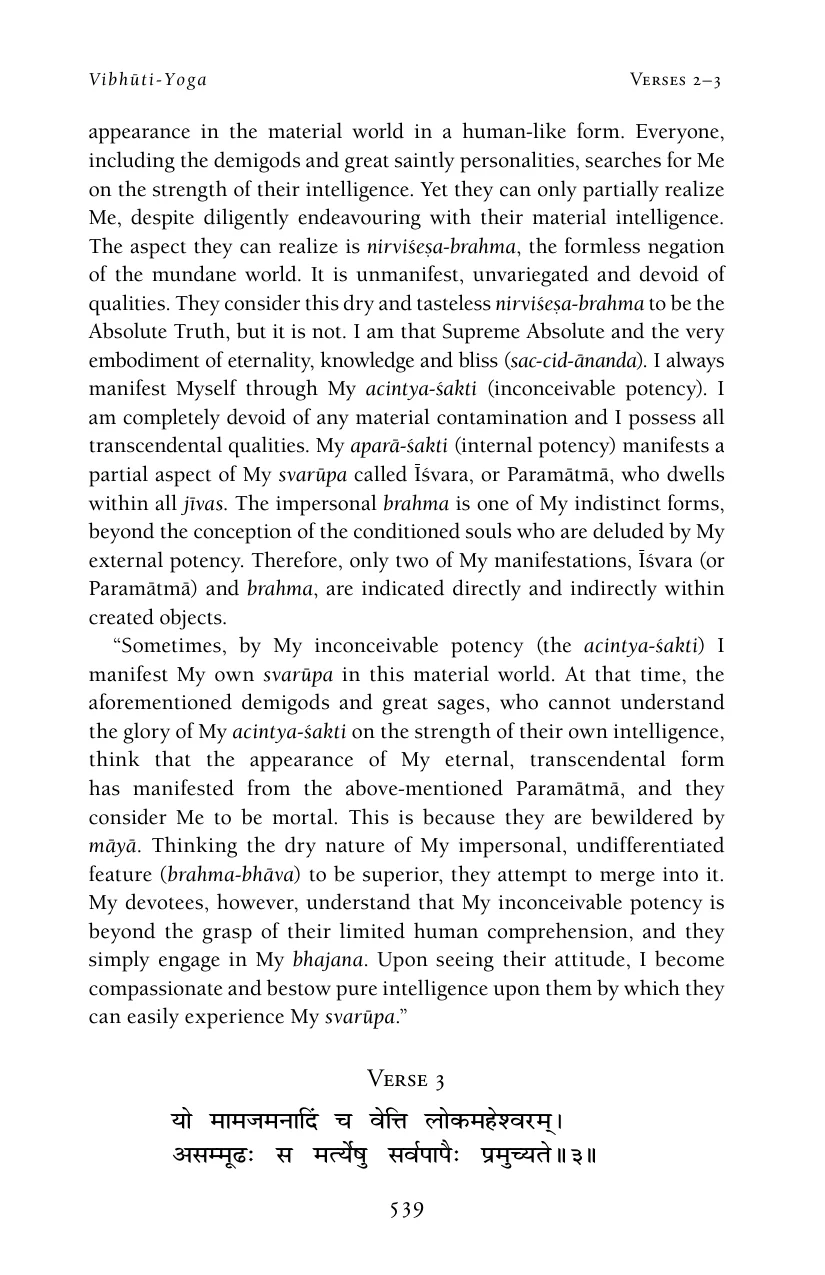 Vibhūti-Yoga
Verses 2–3
appearance in the material world in a human-like form. Everyone,
including the demigods and great saintly personalities, searches for Me
on the strength of their intelligence. Yet they can only partially realize
Me, despite diligently endeavouring with their material intelligence.
The aspect they can realize is nirviśeṣa-brahma, the formless negation
of the mundane world. It is unmanifest, unvariegated and devoid of
qualities. They consider this dry and tasteless nirviśeṣa-brahma to be the
Absolute Truth, but it is not. I am that Supreme Absolute and the very
embodiment of eternality, knowledge and bliss (sac-cid-ānanda). I always
manifest Myself through My acintya-śakti (inconceivable potency). I
am completely devoid of any material contamination and I possess all
transcendental qualities. My aparā-śakti (internal potency) manifests a
partial aspect of My svarūpa called Īśvara, or Paramātmā, who dwells
within all jīvas. The impersonal brahma is one of My indistinct forms,
beyond the conception of the conditioned souls who are deluded by My
external potency. Therefore, only two of My manifestations, Īśvara (or
Paramātmā) and brahma, are indicated directly and indirectly within
created objects.
“Sometimes, by My inconceivable potency (the acintya-śakti) I
manifest My own svarūpa in this material world. At that time, the
aforementioned demigods and great sages, who cannot understand
the glory of My acintya-śakti on the strength of their own intelligence,
think that the appearance of My eternal, transcendental form
has manifested from the above-mentioned Paramātmā, and they
consider Me to be mortal. This is because they are bewildered by
māyā. Thinking the dry nature of My impersonal, undifferentiated
feature (brahma-bhāva) to be superior, they attempt to merge into it.
My devotees, however, understand that My inconceivable potency is
beyond the grasp of their limited human comprehension, and they
simply engage in My bhajana. Upon seeing their attitude, I become
compassionate and bestow pure intelligence upon them by which they
can easily experience My svarūpa.”
Verse 3
यो मामजमनादिं च वेत्ति लोकमहेश्वरम्।
असम्मूढः स मर्त्येषु सर्वपापैः प्रमुच्यते॥३॥
539